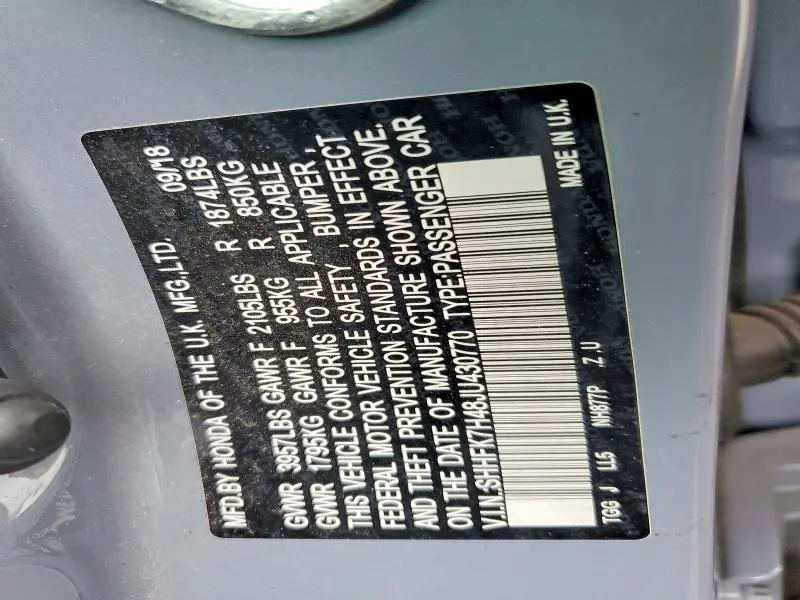 MFD.BY HONDA OF THE U.K. MFG.,LTD. 09/18
GVWR 3957LBS GAWR F 2105LBS R 1874LBS
GVWR 1795KG GAWR F 955KG R 850KG
THIS VEHICLE CONFORMS TO ALL APPLICABLE
FEDERAL MOTOR VEHICLE SAFETY , BUMPER ,
AND THEFT PREVENTION STANDARDS IN EFFECT
ON THE DATE OF MANUFACTURE SHOWN ABOVE.
V.I.N.:SHHFK7H48JU430770 TYPE:PASSENGER CAR
TGG J LL5 NH877P Z.U MADE IN U.K.